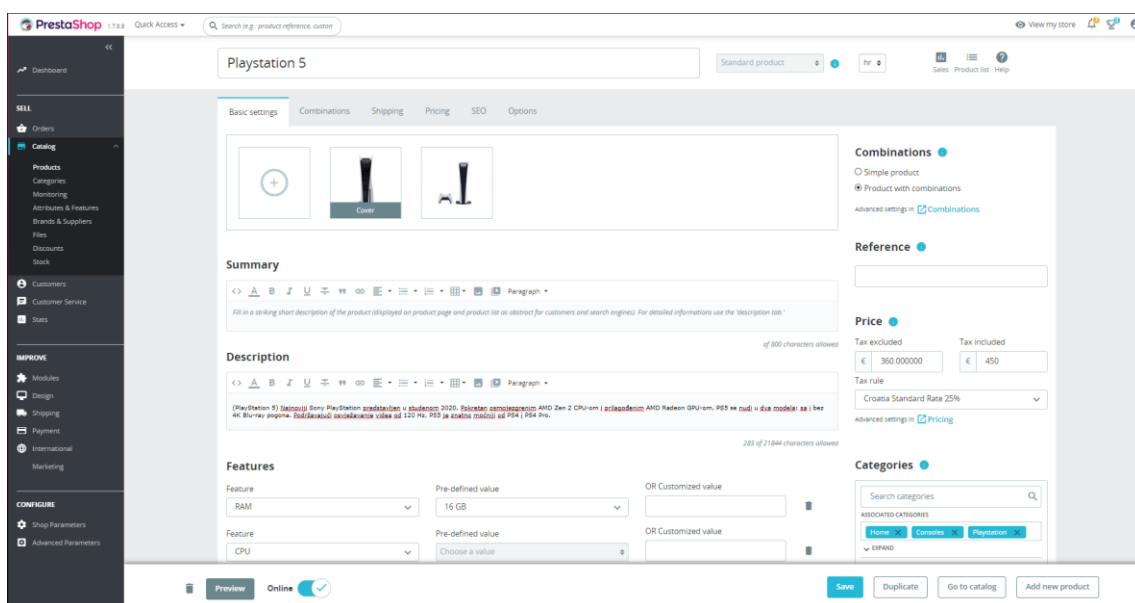 PrestaShop 1.7.8.8 Quick Access Search (e.g.: product reference, custon View my store
Dashboard
SELL
Orders
Catalog
Products
Categories
Monitoring
Attributes & Features
Brands & Suppliers
Files
Discounts
Stock
Customers
Customer Service
Stats
IMPROVE
Modules
Design
Shipping
Payment
International
Marketing
CONFIGURE
Shop Parameters
Advanced Parameters
Playstation 5 Standard product hr Sales Product list Help
Basic settings Combinations Shipping Pricing SEO Options
Cover
Summary
Paragraph
Fill in a striking short description of the product (displayed on product page and product list as abstract for customers and search engines). For detailed informations use the 'description tab.'
of 800 characters allowed
Description
Paragraph
(PlayStation 5) Najnoviji Sony PlayStation predstavljen u studenom 2020. Pokretan osmojezgrenim AMD Zen 2 CPU-om i prilagođenim AMD Radeon GPU-om, PS5 se nudi u dva modela: sa i bez
4K Blu-ray pogona. Podržavajući osvježavanje videa od 120 Hz, PS5 je znatno moćniji od PS4 i PS4 Pro.
283 of 21844 characters allowed
Features
Feature Pre-defined value OR Customized value
RAM 16 GB
Feature Pre-defined value OR Customized value
CPU Choose a value
Combinations
Simple product
Product with combinations
Advanced settings in Combinations
Reference
Price
Tax excluded Tax included
€ 360.000000 € 450
Tax rule
Croatia Standard Rate 25%
Advanced settings in Pricing
Categories
Search categories
ASSOCIATED CATEGORIES
Home Consoles Playstation
EXPAND
Preview Online Save Duplicate Go to catalog Add new product